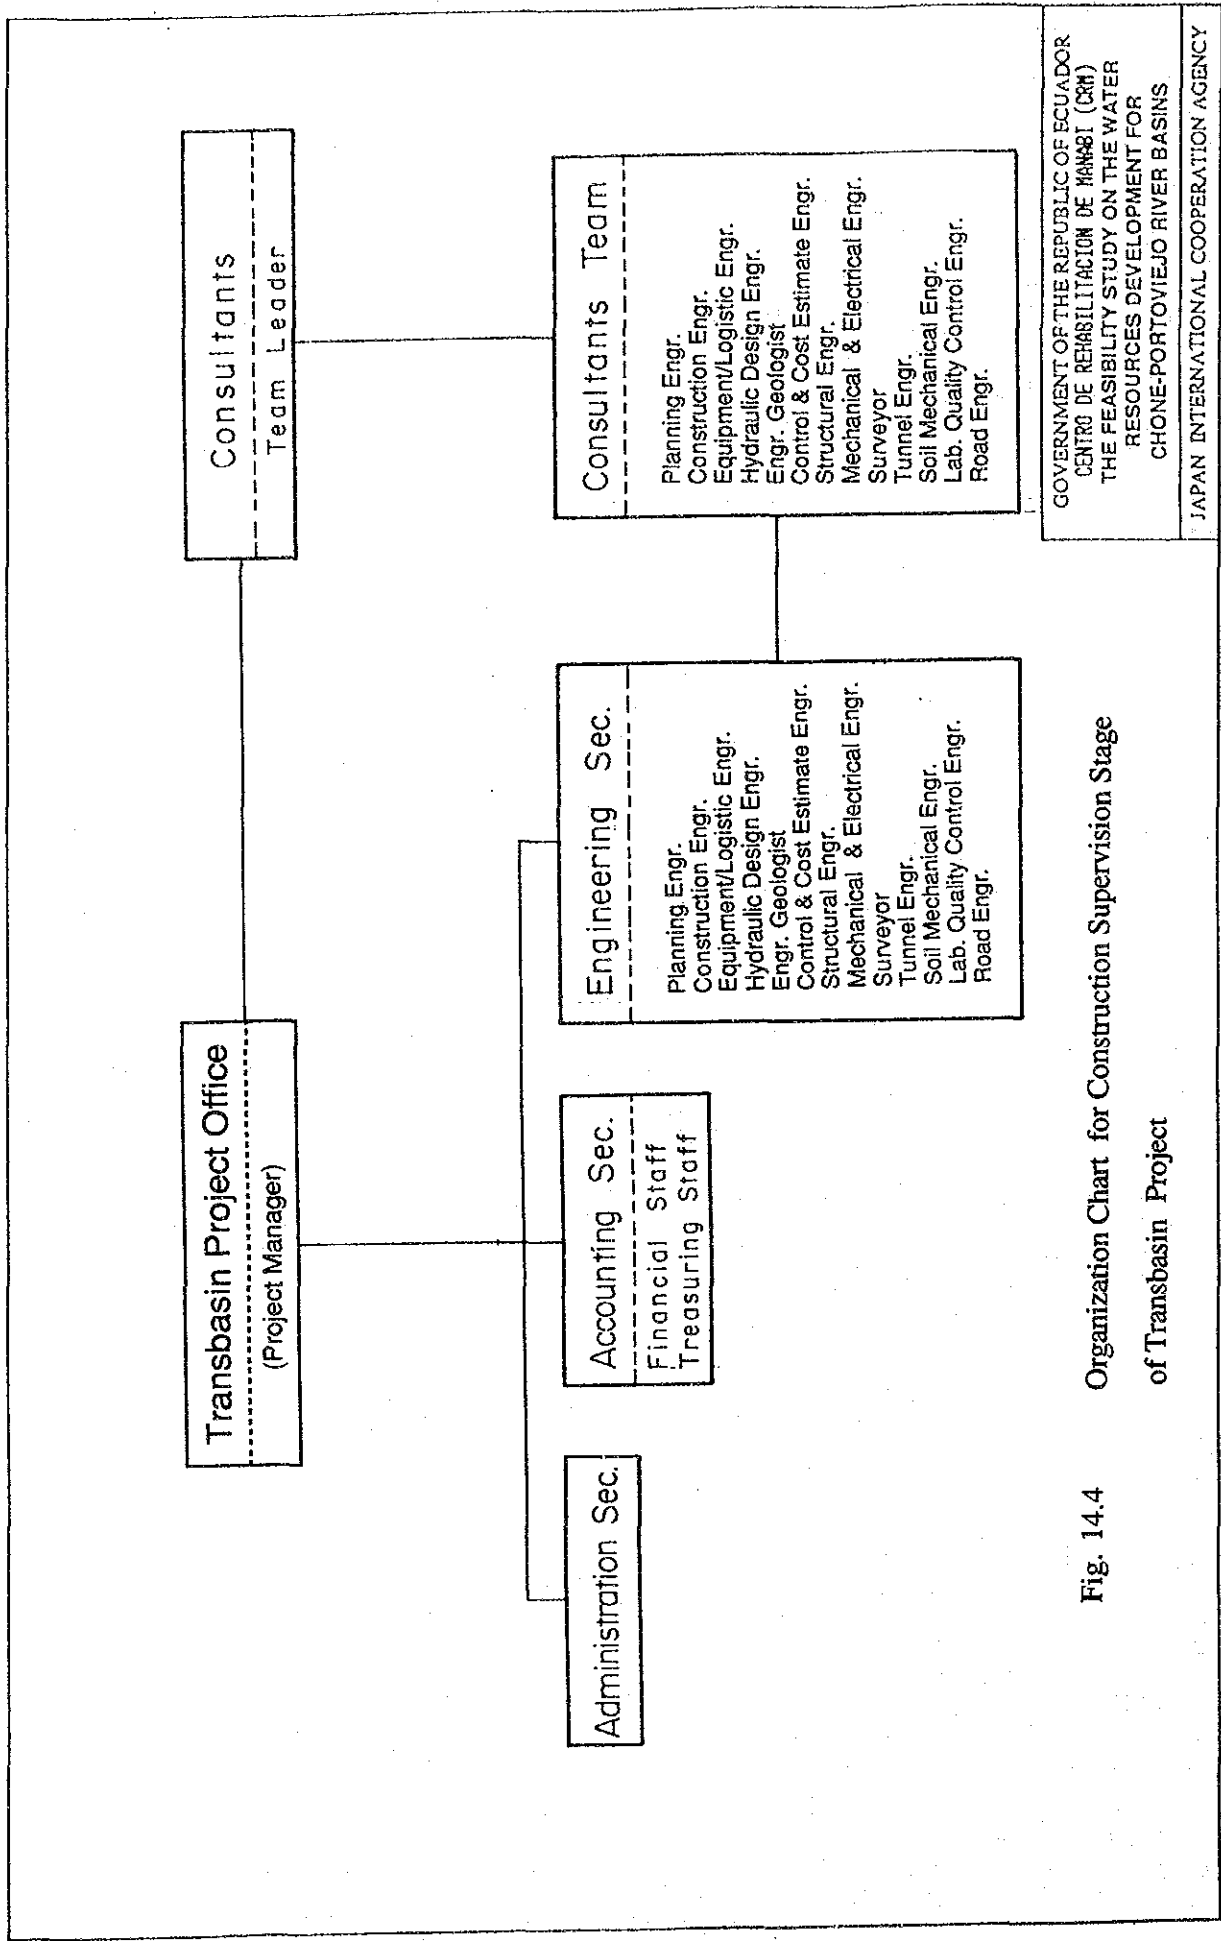 Transbasin Project Office
(Project Manager)
Consultants
Team Leader
Administration Sec.
Accounting Sec.
Financial Staff
Treasuring Staff
Engineering Sec.
Planning Engr.
Construction Engr.
Equipment/Logistic Engr.
Hydraulic Design Engr.
Engr. Geologist
Control & Cost Estimate Engr.
Structural Engr.
Mechanical & Electrical Engr.
Surveyor
Tunnel Engr.
Soil Mechanical Engr.
Lab. Quality Control Engr.
Road Engr.
Consultants Team
Planning Engr.
Construction Engr.
Equipment/Logistic Engr.
Hydraulic Design Engr.
Engr. Geologist
Control & Cost Estimate Engr.
Structural Engr.
Mechanical & Electrical Engr.
Surveyor
Tunnel Engr.
Soil Mechanical Engr.
Lab. Quality Control Engr.
Road Engr.
Fig. 14.4 Organization Chart for Construction Supervision Stage
of Transbasin Project
GOVERNMENT OF THE REPUBLIC OF ECUADOR
CENTRO DE REHABILITACION DE MANABI (CRM)
THE FEASIBILITY STUDY ON THE WATER
RESOURCES DEVELOPMENT FOR
CHONE-PORTOVIEJO RIVER BASINS
JAPAN INTERNATIONAL COOPERATION AGENCY